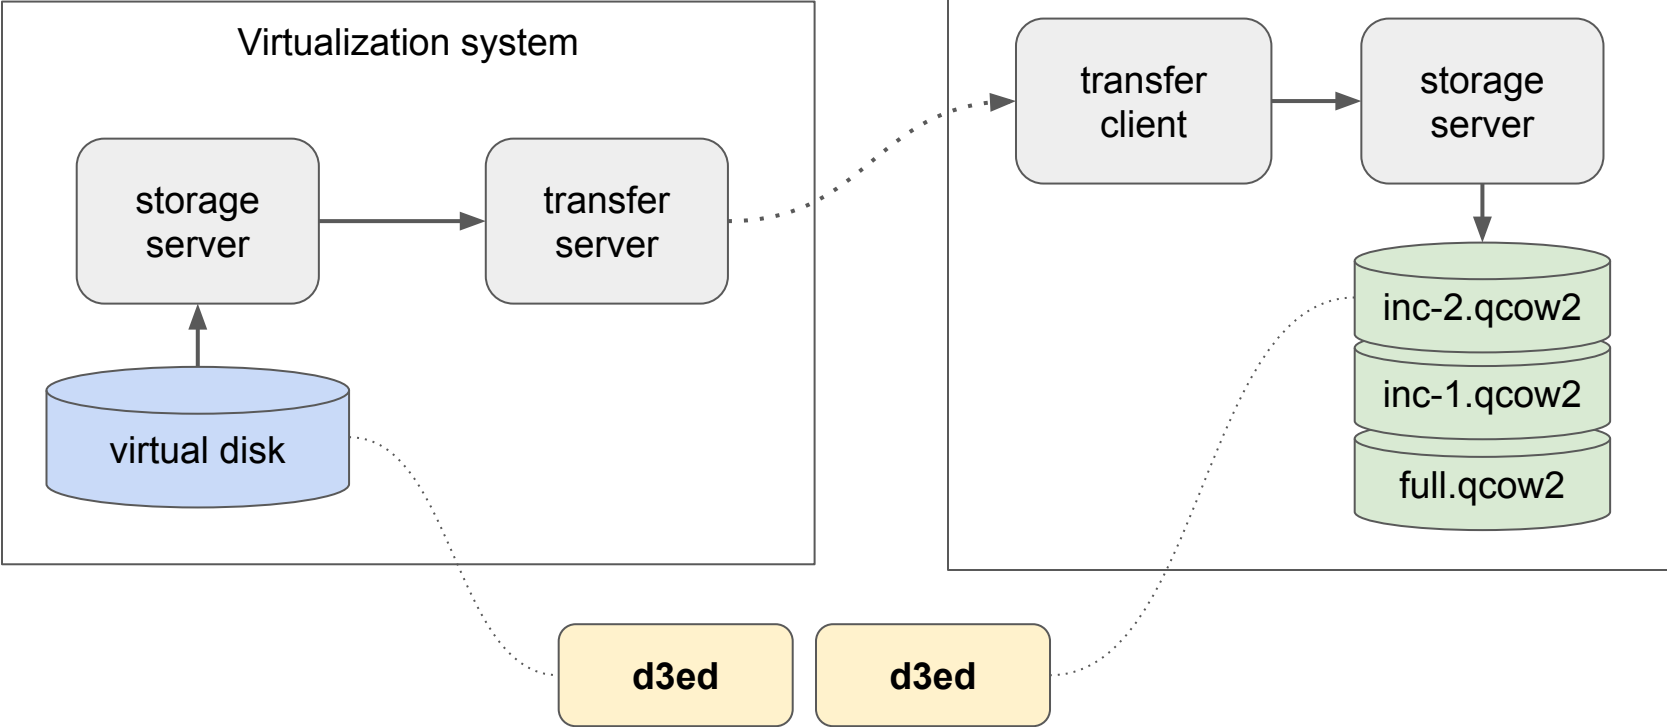 Virtualization system
storage
server
transfer
server
virtual disk
transfer
client
storage
server
inc-2.qcow2
inc-1.qcow2
full.qcow2
d3ed
d3ed